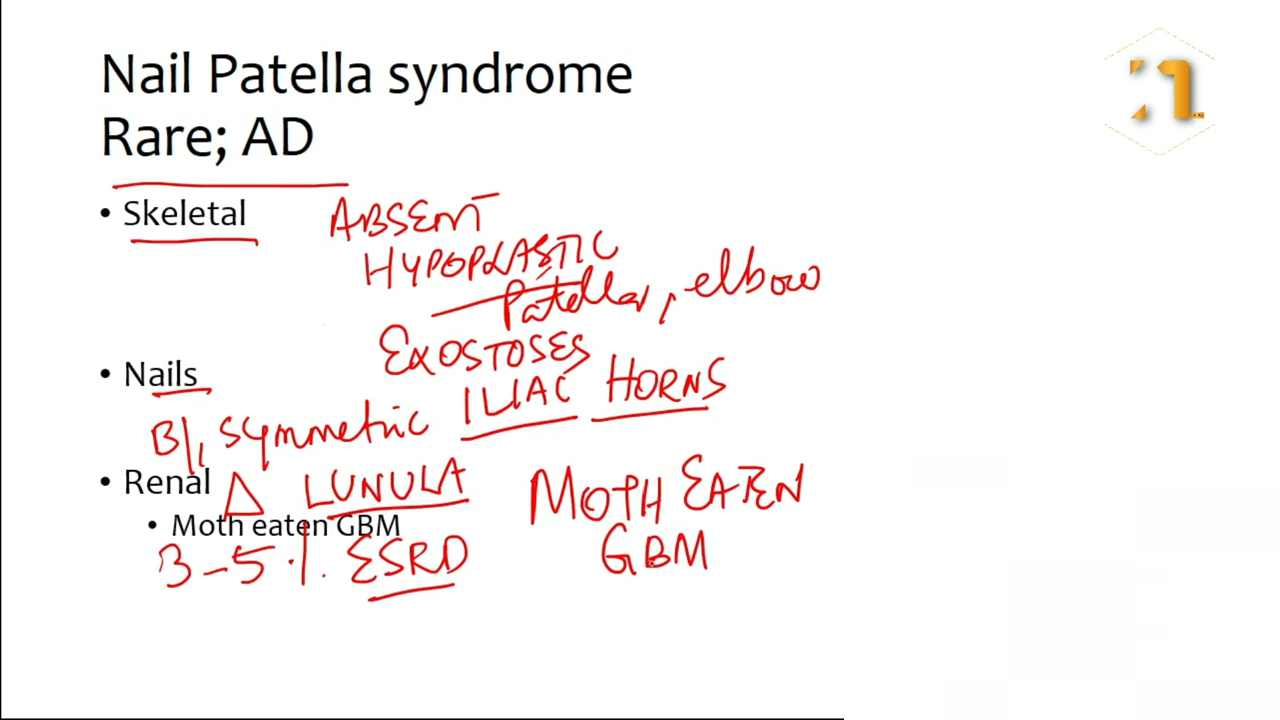 Nail Patella syndrome
Rare; AD
• Skeletal
ABSENT
HYPOPLASTIC
Patella, elbow
EXOSTOSES
• Nails
ILIAC HORNS
B/L symmetric
• Renal
Δ LUNULA
MOTH EATEN
• Moth eaten GBM
3-5%. ESRD
GBM